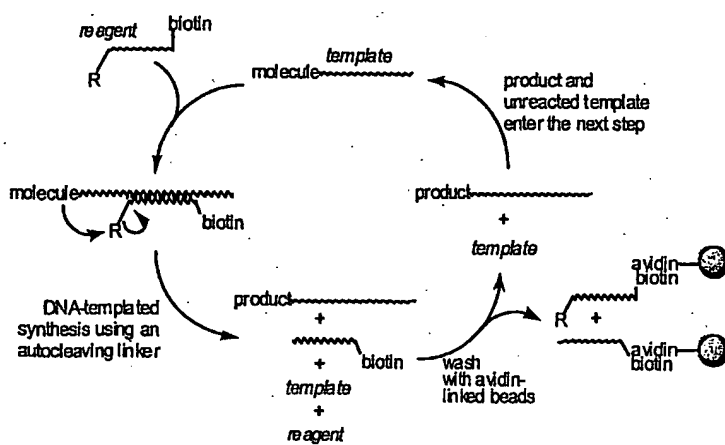 reagent
biotin
R
molecule
template
product and
unreacted template
enter the next step
molecule
R
biotin
DNA-templated
synthesis using an
autocleaving linker
product
+
biotin
+
template
+
reagent
product
+
template
wash
with avidin-
linked beads
avidin
biotin
R
+
avidin
biotin